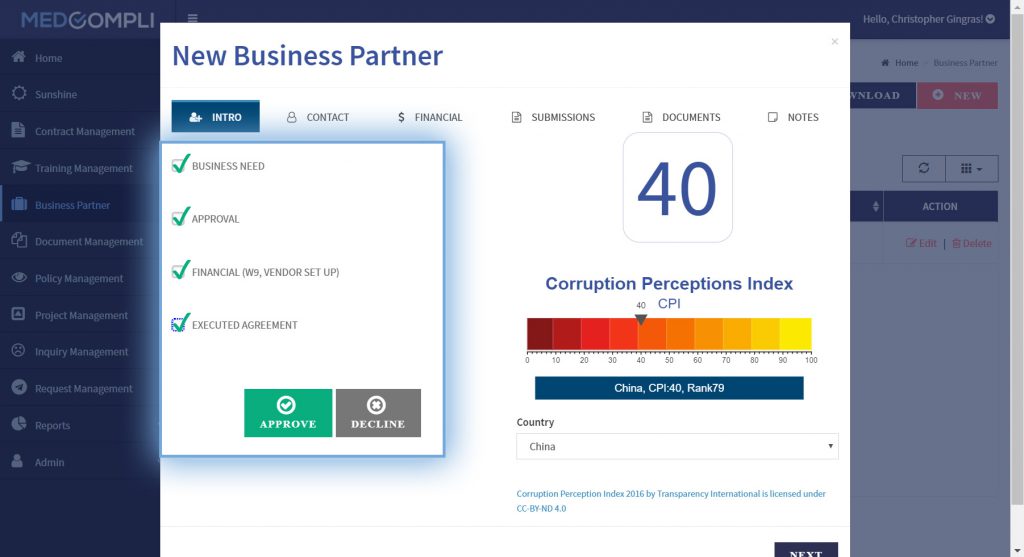 MEDCOMPLI
Hello, Christopher Gingras!
Home
Sunshine
Contract Management
Training Management
Business Partner
Document Management
Policy Management
Project Management
Inquiry Management
Request Management
Reports
Admin
New Business Partner
×
INTRO
CONTACT
$ FINANCIAL
SUBMISSIONS
DOCUMENTS
NOTES
BUSINESS NEED
APPROVAL
FINANCIAL (W9, VENDOR SET UP)
EXECUTED AGREEMENT
APPROVE
DECLINE
40
Corruption Perceptions Index
CPI
40
0 10 20 30 40 50 60 70 80 90 100
China, CPI:40, Rank79
Country
China
Corruption Perception Index 2016 by Transparency International is licensed under
CC-BY-ND 4.0
NEXT
Home > Business Partner
NEW
ACTION
Edit | Delete